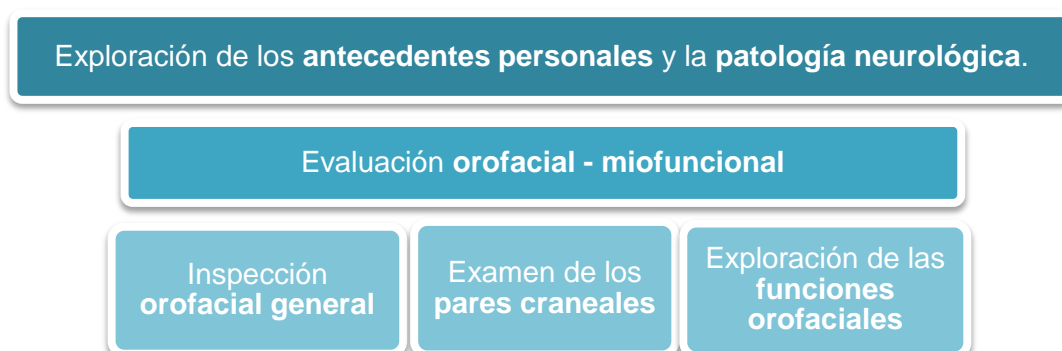 Exploración de los antecedentes personales y la patología neurológica.
Evaluación orofacial - miofuncional
Inspección
orofacial general
Examen de los
pares craneales
Exploración de las
funciones
orofaciales